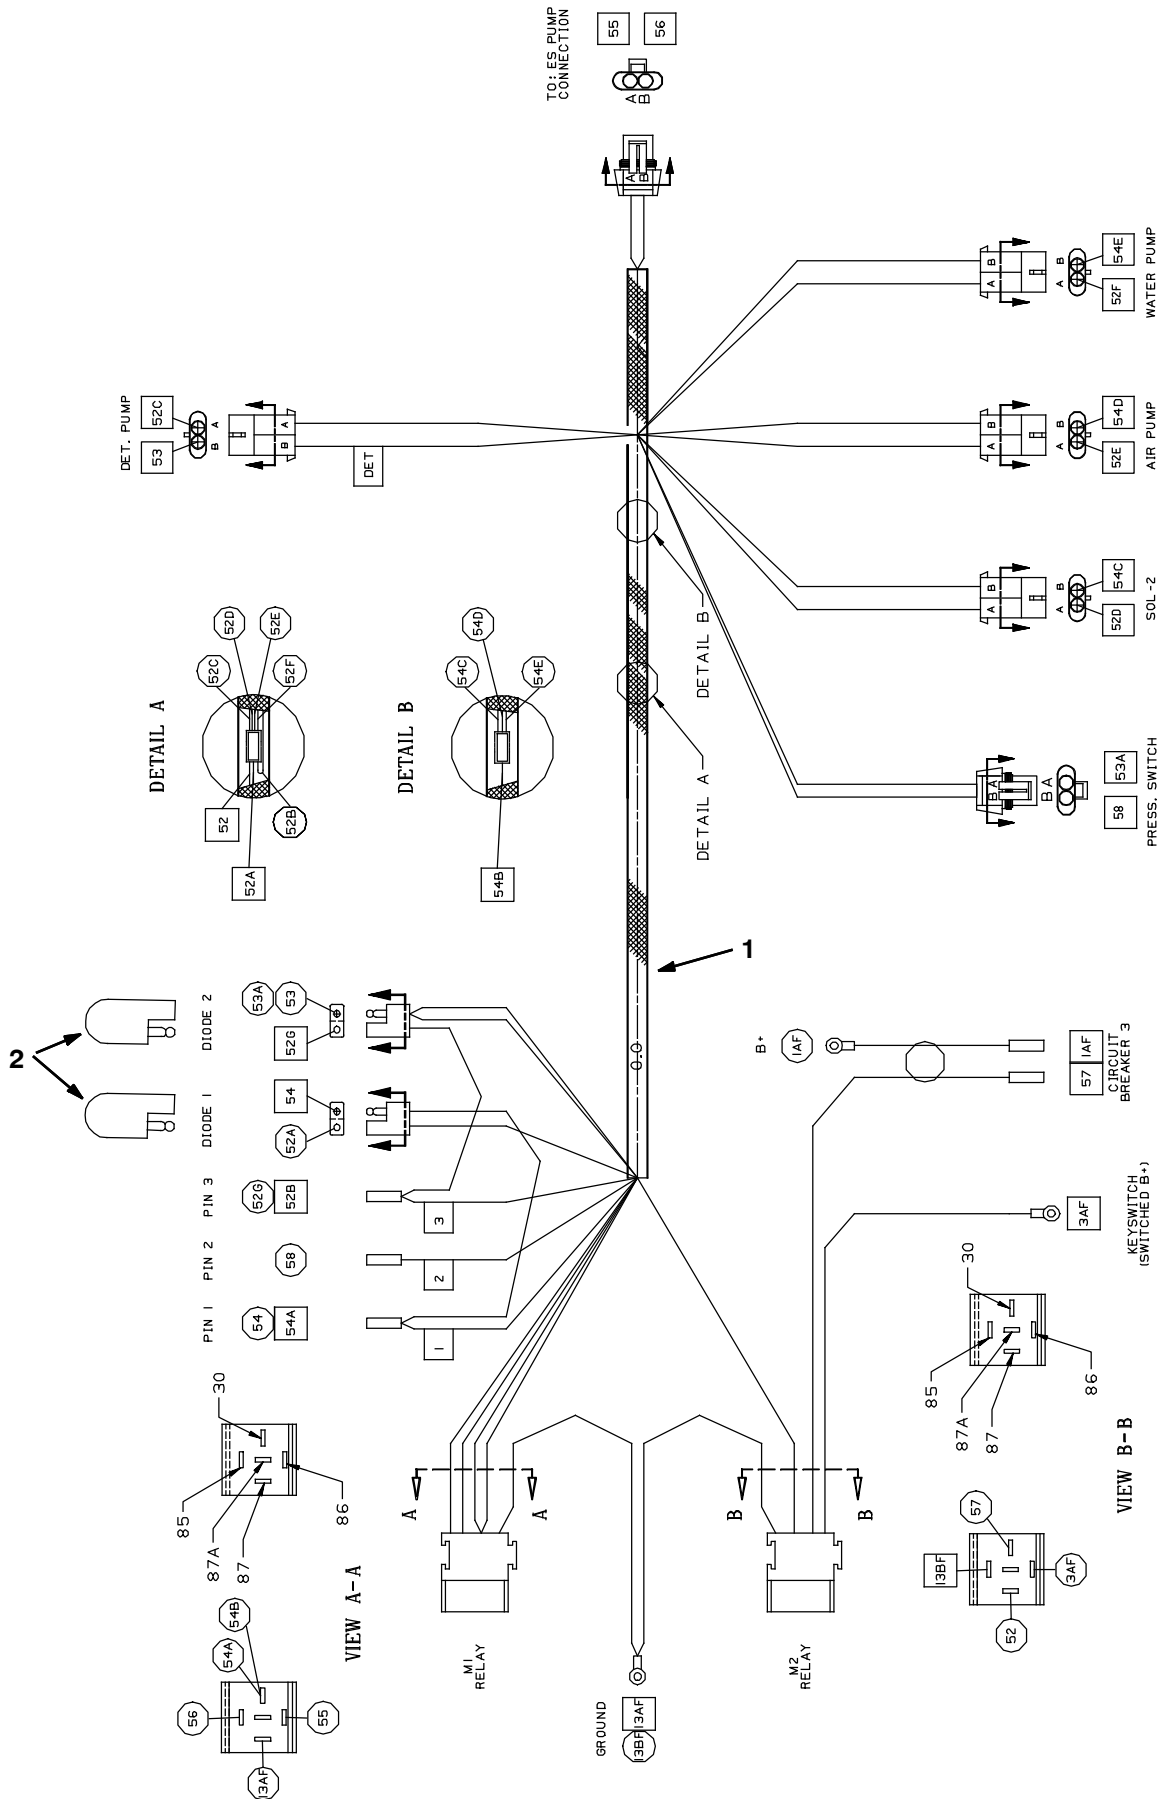 TO: ES PUMP
CONNECTION
55
56
A
B
A
B
DET. PUMP
53
52C
B
A
B
A
DET
A
B
A
B
52F
54E
WATER PUMP
A
B
A
B
52E
54D
AIR PUMP
A
B
A
B
52D
54C
SOL-2
B
A
B A
58
53A
PRESS. SWITCH
DETAIL A
52C
52D
52E
52F
52
52A
52B
DETAIL B
54C
54D
54E
54B
DETAIL A
DETAIL B
1
2
0.0
DIODE 2
53A
53
52G
DIODE 1
54
52A
PIN 3
52G
52B
3
PIN 2
58
2
PIN 1
54
54A
1
B+
1AF
57
1AF
CIRCUIT
BREAKER 3
3AF
KEYSWITCH
(SWITCHED B+)
30
85
87A
87
86
VIEW A-A
56
54A
54B
55
13AF
A
A
M1
RELAY
GROUND
13BF
13AF
M2
RELAY
B
B
30
85
87A
87
86
VIEW B-B
57
13BF
3AF
52